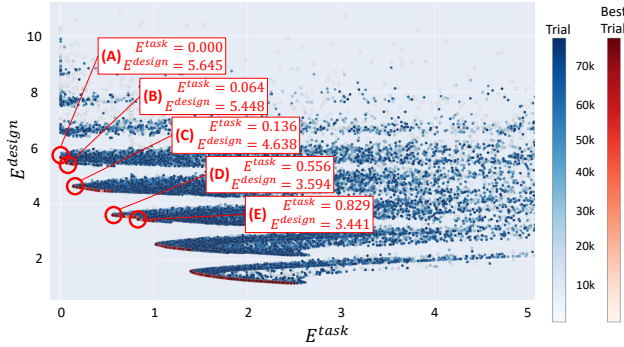 Trial
Best
Trial
10
8
6
4
2
E^design
(A) E^task = 0.000
E^design = 5.645
(B) E^task = 0.064
E^design = 5.448
(C) E^task = 0.136
E^design = 4.638
(D) E^task = 0.556
E^design = 3.594
(E) E^task = 0.829
E^design = 3.441
0 1 2 3 4 5
E^task
70k
60k
50k
40k
30k
20k
10k